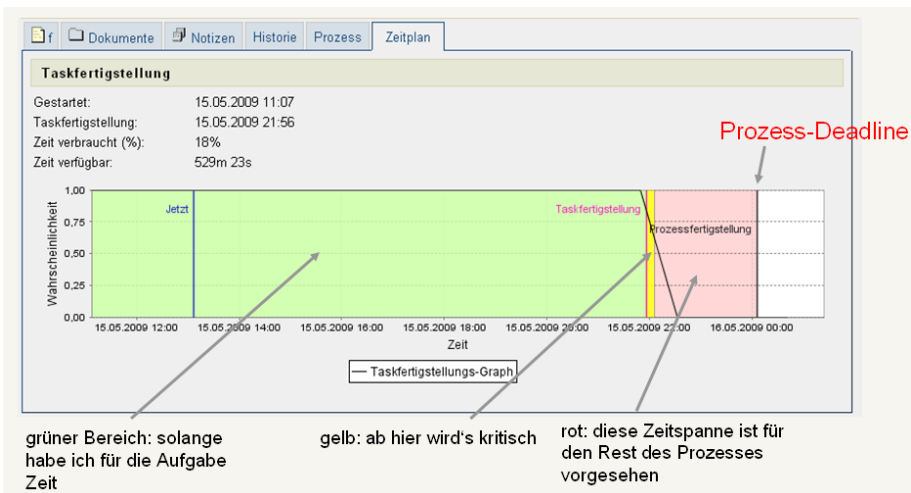 f Dokumente Notizen Historie Prozess Zeitplan
Taskfertigstellung
Gestartet: 15.05.2009 11:07
Taskfertigstellung: 15.05.2009 21:56
Zeit verbraucht (%): 18%
Zeit verfügbar: 529m 23s
Prozess-Deadline
Wahrscheinlichkeit
1,00
0,75
0,50
0,25
0,00
Jetzt
Taskfertigstellung
Prozessfertigstellung
15.05.2009 12:00 15.05.2009 14:00 15.05.2009 16:00 15.05.2009 18:00 15.05.2009 20:00 15.05.2009 22:00 16.05.2009 00:00
Zeit
Taskfertigstellungs-Graph
grüner Bereich: solange
habe ich für die Aufgabe
Zeit
gelb: ab hier wird's kritisch
rot: diese Zeitspanne ist für
den Rest des Prozesses
vorgesehen